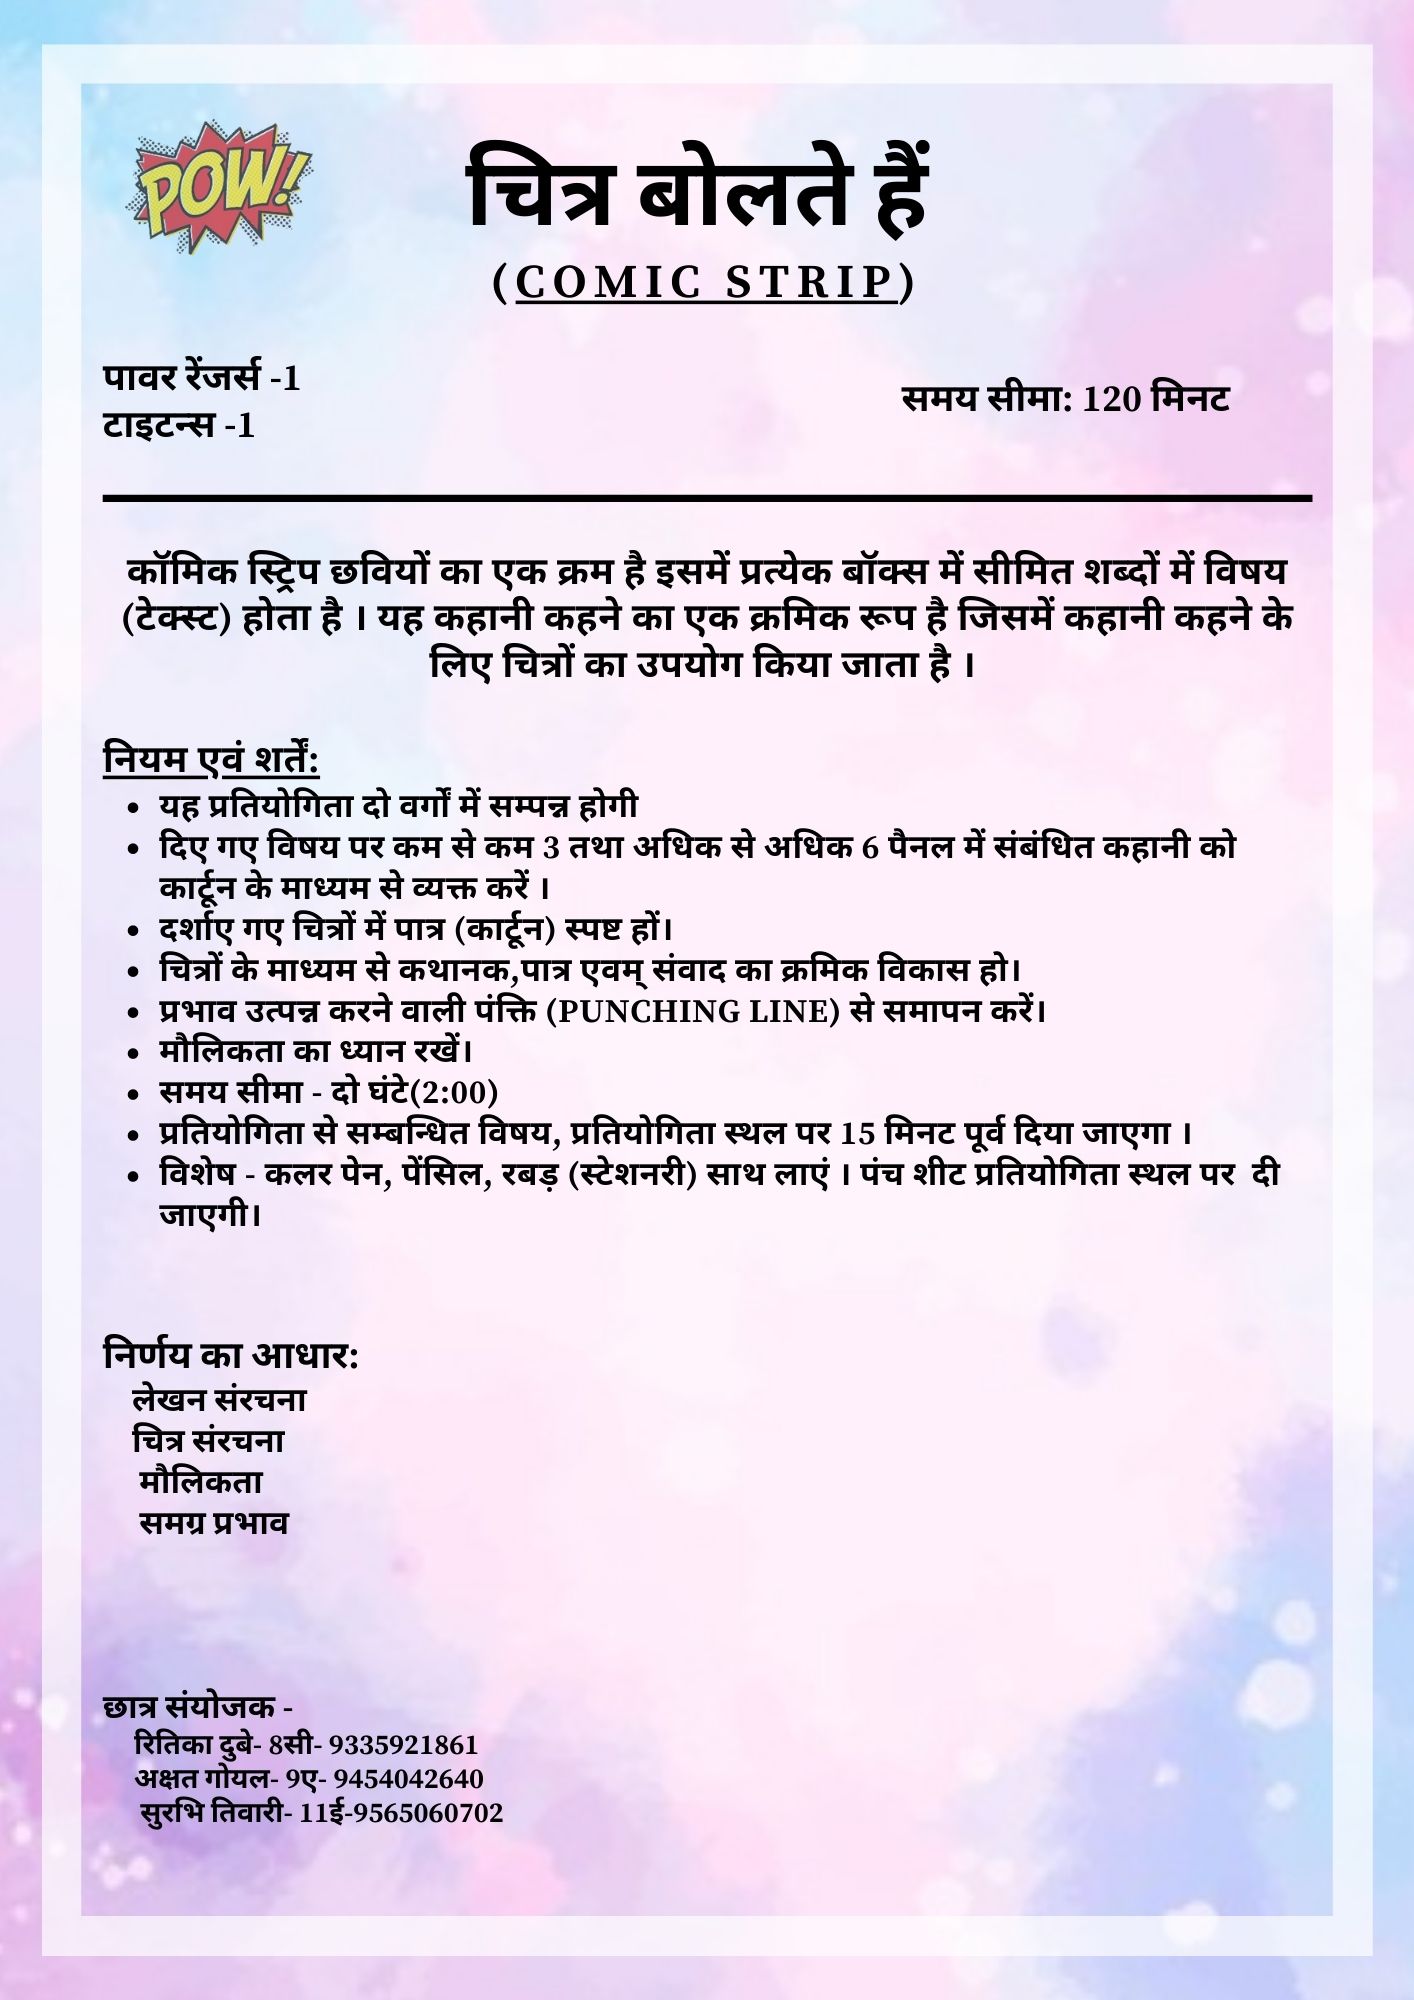 POW!
चित्र बोलते हैं
(COMIC STRIP)
पावर रेंजर्स -1
टाइटन्स -1
समय सीमा: 120 मिनट
कॉमिक स्ट्रिप छवियों का एक क्रम है इसमें प्रत्येक बॉक्स में सीमित शब्दों में विषय
(टेक्स्ट) होता है । यह कहानी कहने का एक क्रमिक रूप है जिसमें कहानी कहने के
लिए चित्रों का उपयोग किया जाता है ।
नियम एवं शर्तें:
• यह प्रतियोगिता दो वर्गों में सम्पन्न होगी
• दिए गए विषय पर कम से कम 3 तथा अधिक से अधिक 6 पैनल में संबंधित कहानी को
कार्टून के माध्यम से व्यक्त करें ।
• दर्शाए गए चित्रों में पात्र (कार्टून) स्पष्ट हों।
• चित्रों के माध्यम से कथानक,पात्र एवम् संवाद का क्रमिक विकास हो।
• प्रभाव उत्पन्न करने वाली पंक्ति (PUNCHING LINE) से समापन करें।
• मौलिकता का ध्यान रखें।
• समय सीमा - दो घंटे(2:00)
• प्रतियोगिता से सम्बन्धित विषय, प्रतियोगिता स्थल पर 15 मिनट पूर्व दिया जाएगा ।
• विशेष - कलर पेन, पेंसिल, रबड़ (स्टेशनरी) साथ लाएं । पंच शीट प्रतियोगिता स्थल पर दी
जाएगी।
निर्णय का आधार:
लेखन संरचना
चित्र संरचना
मौलिकता
समग्र प्रभाव
छात्र संयोजक -
रितिका दुबे- 8सी- 9335921861
अक्षत गोयल- 9ए- 9454042640
सुरभि तिवारी- 11ई-9565060702